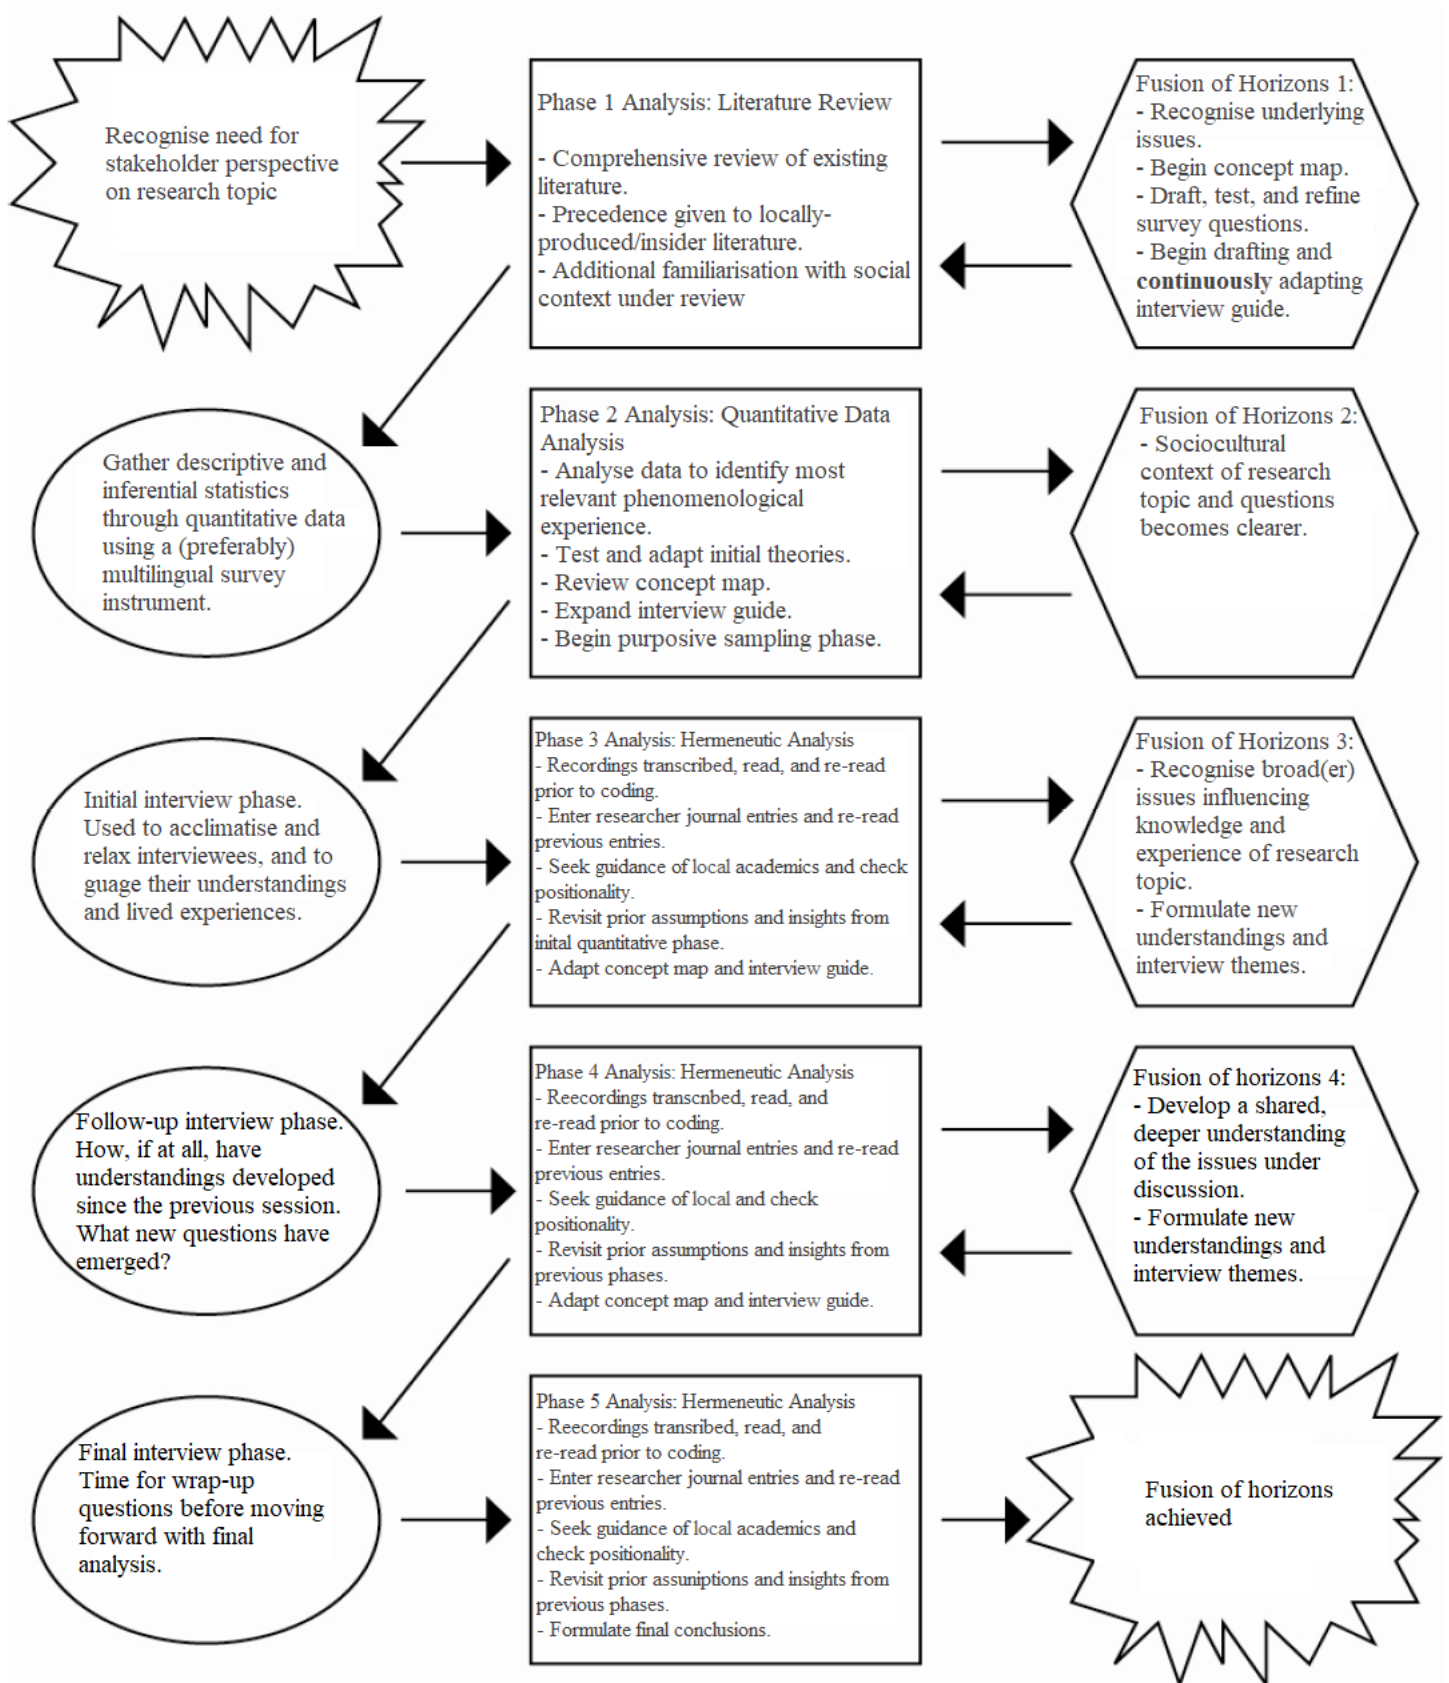 Recognise need for
stakeholder perspective
on research topic
Phase 1 Analysis: Literature Review
- Comprehensive review of existing
literature.
- Precedence given to locally-
produced/insider literature.
- Additional familiarisation with social
context under review
Fusion of Horizons 1:
- Recognise underlying
issues.
- Begin concept map.
- Draft, test, and refine
survey questions.
- Begin drafting and
continuously adapting
interview guide.
Gather descriptive and
inferential statistics
through quantitative data
using a (preferably)
multilingual survey
instrument.
Phase 2 Analysis: Quantitative Data
Analysis
- Analyse data to identify most
relevant phenomenological
experience.
- Test and adapt initial theories.
- Review concept map.
- Expand interview guide.
- Begin purposive sampling phase.
Fusion of Horizons 2:
- Sociocultural
context of research
topic and questions
becomes clearer.
Initial interview phase.
Used to acclimatise and
relax interviewees, and to
guage their understandings
and lived experiences.
Phase 3 Analysis: Hermeneutic Analysis
- Recordings transcribed, read, and re-read
prior to coding.
- Enter researcher journal entries and re-read
previous entries.
- Seek guidance of local academics and check
positionality.
- Revisit prior assumptions and insights from
inital quantitative phase.
- Adapt concept map and interview guide.
Fusion of Horizons 3:
- Recognise broad(er)
issues influencing
knowledge and
experience of research
topic.
- Formulate new
understandings and
interview themes.
Follow-up interview phase.
How, if at all, have
understandings developed
since the previous session.
What new questions have
emerged?
Phase 4 Analysis: Hermeneutic Analysis
- Reecordings transcnbed, read, and
re-read prior to coding.
- Enter researcher journal entries and re-read
previous entries.
- Seek guidance of local and check
positionality.
- Revisit prior assumptions and insights from
previous phases.
- Adapt concept map and interview guide.
Fusion of horizons 4:
- Develop a shared,
deeper understanding
of the issues under
discussion.
- Formulate new
understandings and
interview themes.
Final interview phase.
Time for wrap-up
questions before moving
forward with final
analysis.
Phase 5 Analysis: Hermeneutic Analysis
- Reecordings transribed, read, and
re-read prior to coding.
- Enter researcher journal entries and re-read
previous entries.
- Seek guidance of local academics and
check positionality.
- Revisit prior assuniptions and insights from
previous phases.
- Formulate final conclusions.
Fusion of horizons
achieved